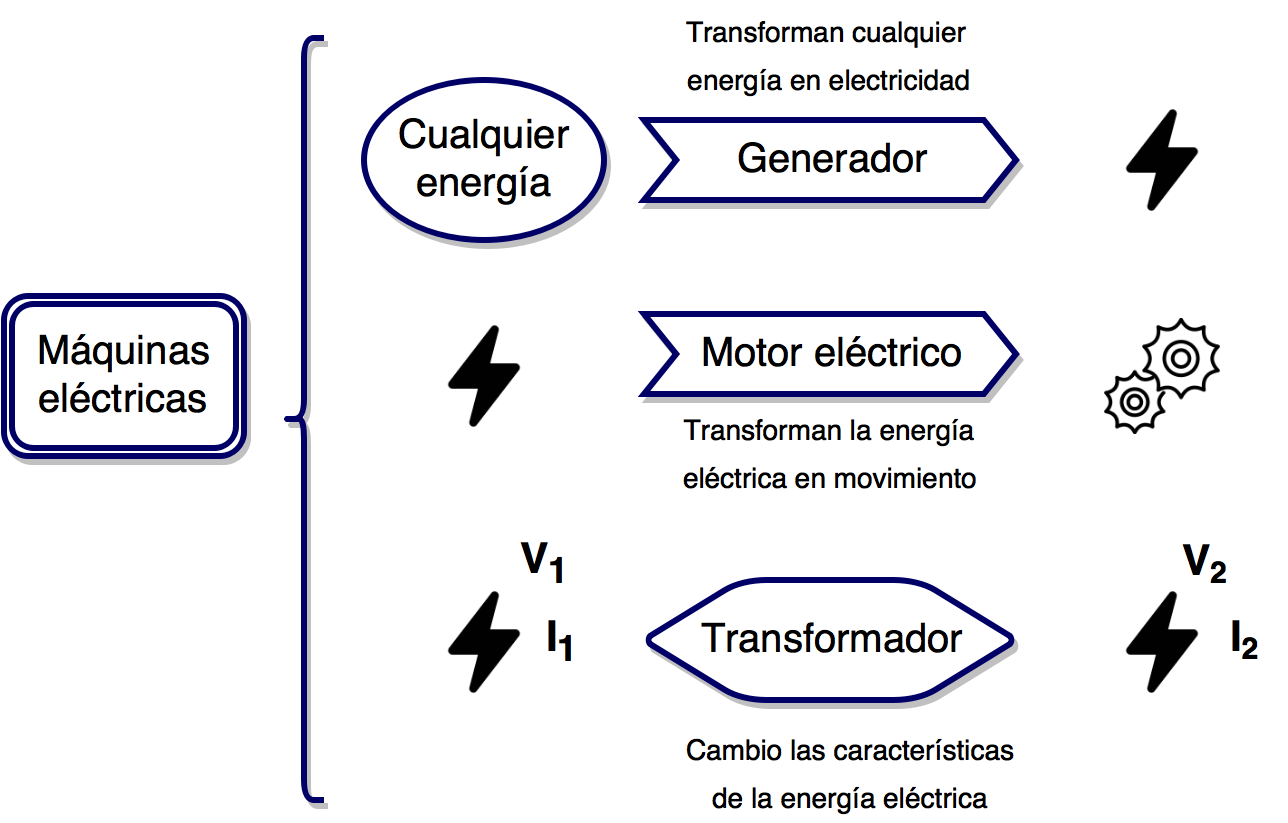 Máquinas
eléctricas
Transforman cualquier
energía en electricidad
Cualquier
energía
Generador
Motor eléctrico
Transforman la energía
eléctrica en movimiento
V1
I1
Transformador
V2
I2
Cambio las características
de la energía eléctrica